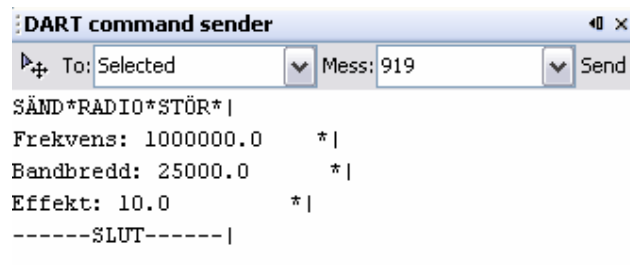 DART command sender
To: Selected Mess: 919 Send
SÄND*RADIO*STÖR*|
Frekvens: 1000000.0 *|
Bandbredd: 25000.0 *|
Effekt: 10.0 *|
------SLUT------|